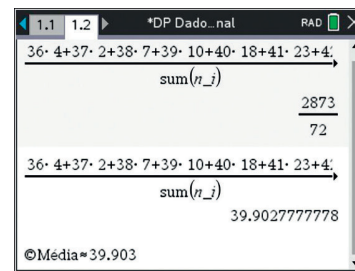 1.1 1.2 *DP Dado...nal RAD
36· 4+37· 2+38· 7+39· 10+40· 18+41· 23+4
sum(n_i)
2873
72
36· 4+37· 2+38· 7+39· 10+40· 18+41· 23+4
sum(n_i)
39.9027777778
©Média≈39.903